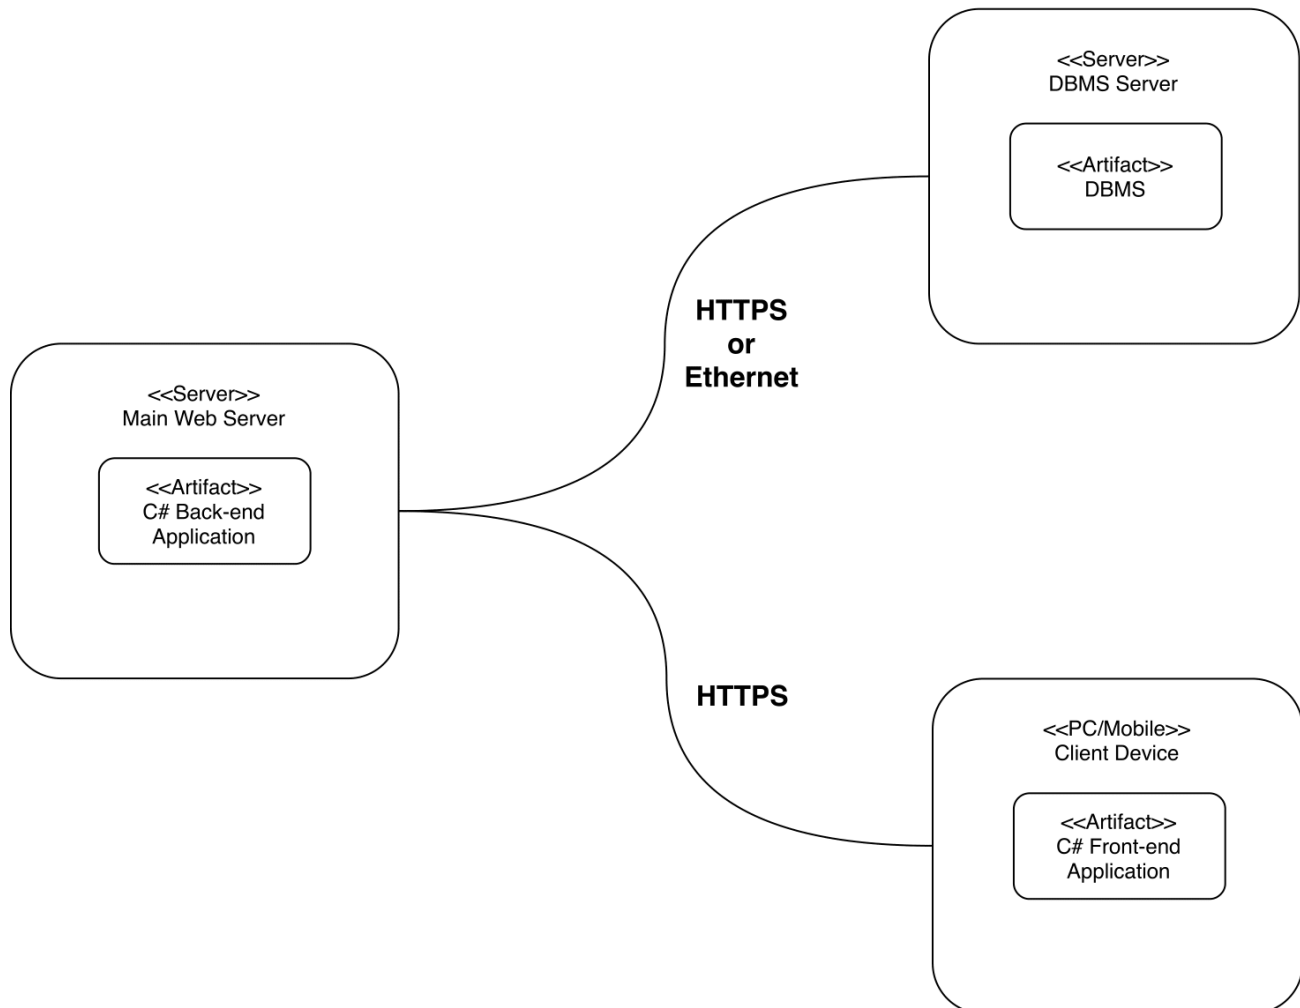 <<Server>>
DBMS Server
<<Artifact>>
DBMS
HTTPS
or
Ethernet
<<Server>>
Main Web Server
<<Artifact>>
C# Back-end
Application
HTTPS
<<PC/Mobile>>
Client Device
<<Artifact>>
C# Front-end
Application